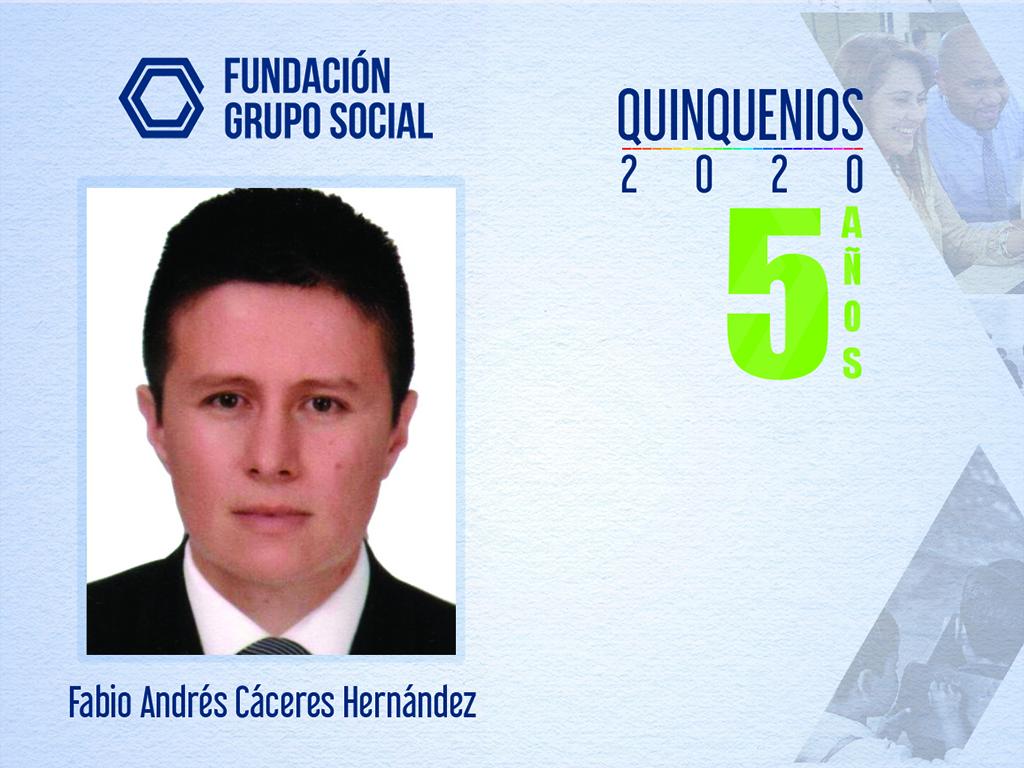 FUNDACIÓN
GRUPO SOCIAL
QUINQUENIOS
2020
5 AÑOS
Fabio Andrés Cáceres Hernández